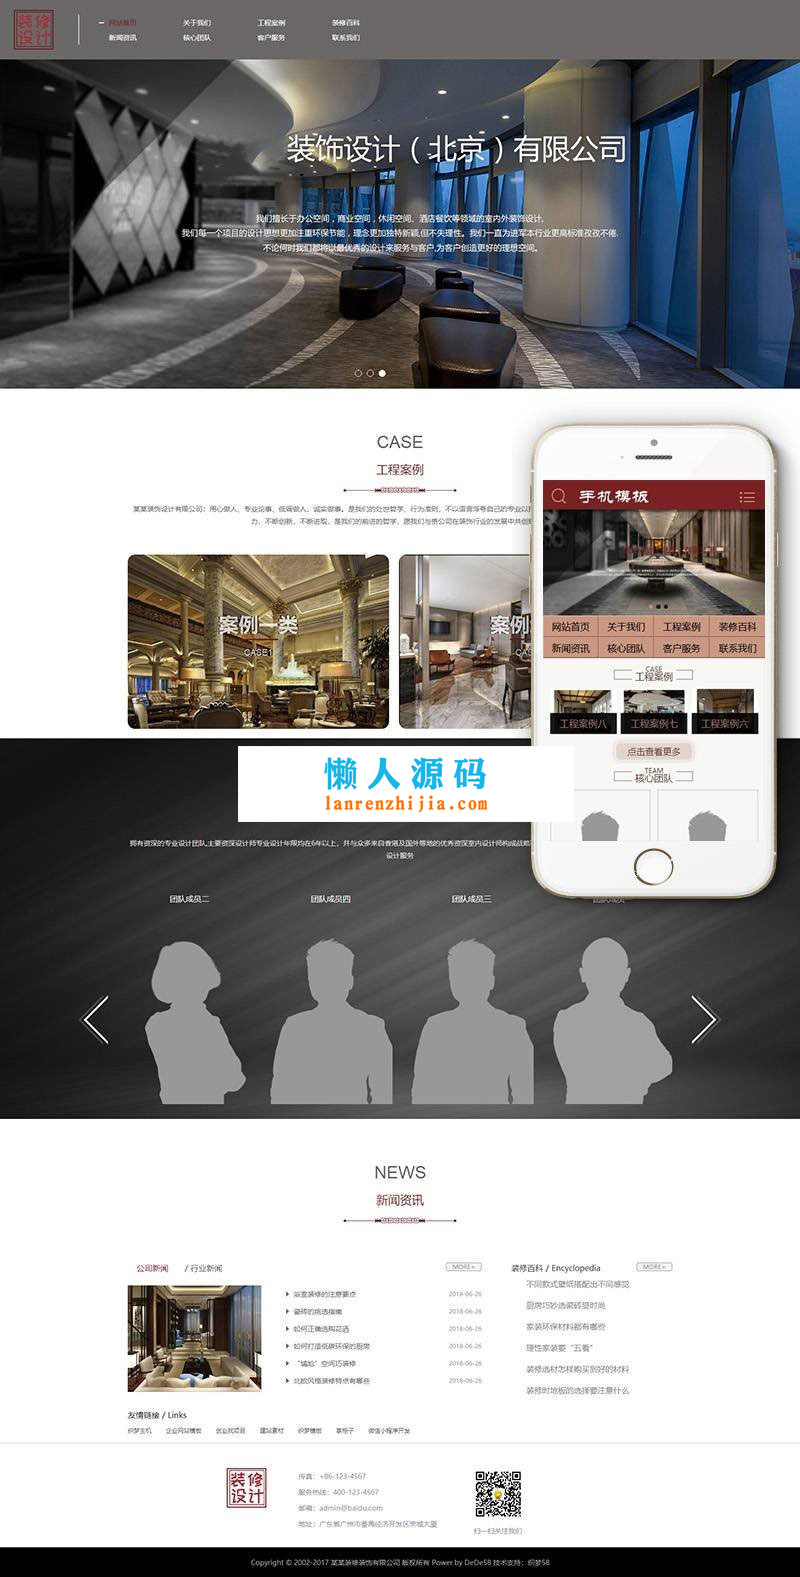 装修
设计
网站首页 关于我们 工程案例 装修百科
新闻资讯 核心团队 客户服务 联系我们
装饰设计（北京）有限公司
我们擅长于办公空间，商业空间，休闲空间、酒店餐饮等领域的室内外装饰设计,
我们每一个项目的设计思想更加注重环保节能，理念更加独特新颖,但不失理性。我们一直为进军本行业更高标准孜孜不倦.
不论何时我们都将以最优秀的设计来服务与客户,为客户创造更好的理想空间。
CASE
工程案例
某某装饰设计有限公司：用心做人、专业论事、低调做人，诚实做事。是我们的处世哲学、行为准则，不以语言浮夸自己的专业以
力，不断创新，不断进取，是我们的前进的哲学，愿我们与贵公司在装饰行业的发展中共创
案例一类
CASE1
案例
CAS
手机模板
网站首页 关于我们 工程案例 装修百科
新闻资讯 核心团队 客户服务 联系我们
CASE
工程案例
工程案例八 工程案例七 工程案例六
点击查看更多
TEAM
核心团队
懒人源码
lanrenzhijia.com
拥有资深的专业设计团队,主要资深设计师专业设计年限均在6年以上，并与众多来自香港及国外等地的优秀资深室内设计师构成战略
设计服务
团队成员二 团队成员四 团队成员三 团队成员一
NEWS
新闻资讯
公司新闻 / 行业新闻 MORE+
浴室装修的注意要点 2018-06-26
瓷砖的挑选指南 2018-06-26
如何正确选购花洒 2018-06-26
如何打造低碳环保的厨房 2018-06-26
“尴尬”空间巧装修 2018-06-26
北欧风格装修特点有哪些 2018-06-26
装修百科 / Encyclopedia MORE+
不同款式壁纸搭配出不同感觉
厨房巧妙选瓷砖显时尚
家装环保材料都有哪些
理性家装要“五看”
装修选材怎样购买到好的材料
装修时地板的选择要注意什么
友情链接 / Links
织梦主机 企业网站模板 创业找项目 建站素材 织梦模板 掌柜子 微信小程序开发
装修
设计
传真：+86-123-4567
服务热线：400-123-4567
邮箱：admin@baidu.com
地址：广东省广州市番禺经济开发区东城大厦
扫一扫关注我们
Copyright © 2002-2017 某某装修装饰有限公司 版权所有 Power by DeDe58 技术支持：织梦58